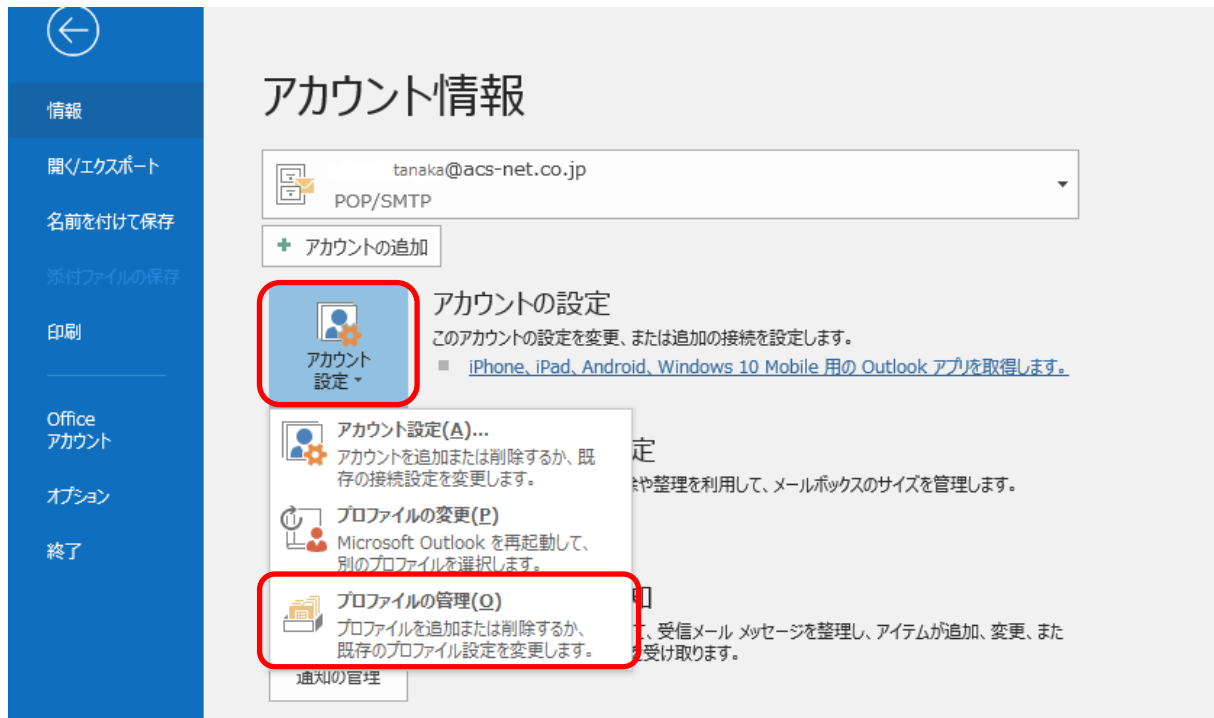 情報
開く/エクスポート
名前を付けて保存
添付ファイルの保存
印刷
Office
アカウント
オプション
終了
アカウント情報
tanaka@acs-net.co.jp
POP/SMTP
アカウントの追加
アカウント
設定
アカウントの設定
このアカウントの設定を変更、または追加の接続を設定します。
iPhone、iPad、Android、Windows 10 Mobile 用の Outlook アプリを取得します。
アカウント設定(A)...
アカウントを追加または削除するか、既
存の接続設定を変更します。
プロファイルの変更(P)
Microsoft Outlook を再起動して、
別のプロファイルを選択します。
プロファイルの管理(O)
プロファイルを追加または削除するか、
既存のプロファイル設定を変更します。
定
や整理を利用して、メールボックスのサイズを管理します。
、受信メール メッセージを整理し、アイテムが追加、変更、また
を受け取ります。
通知の管理